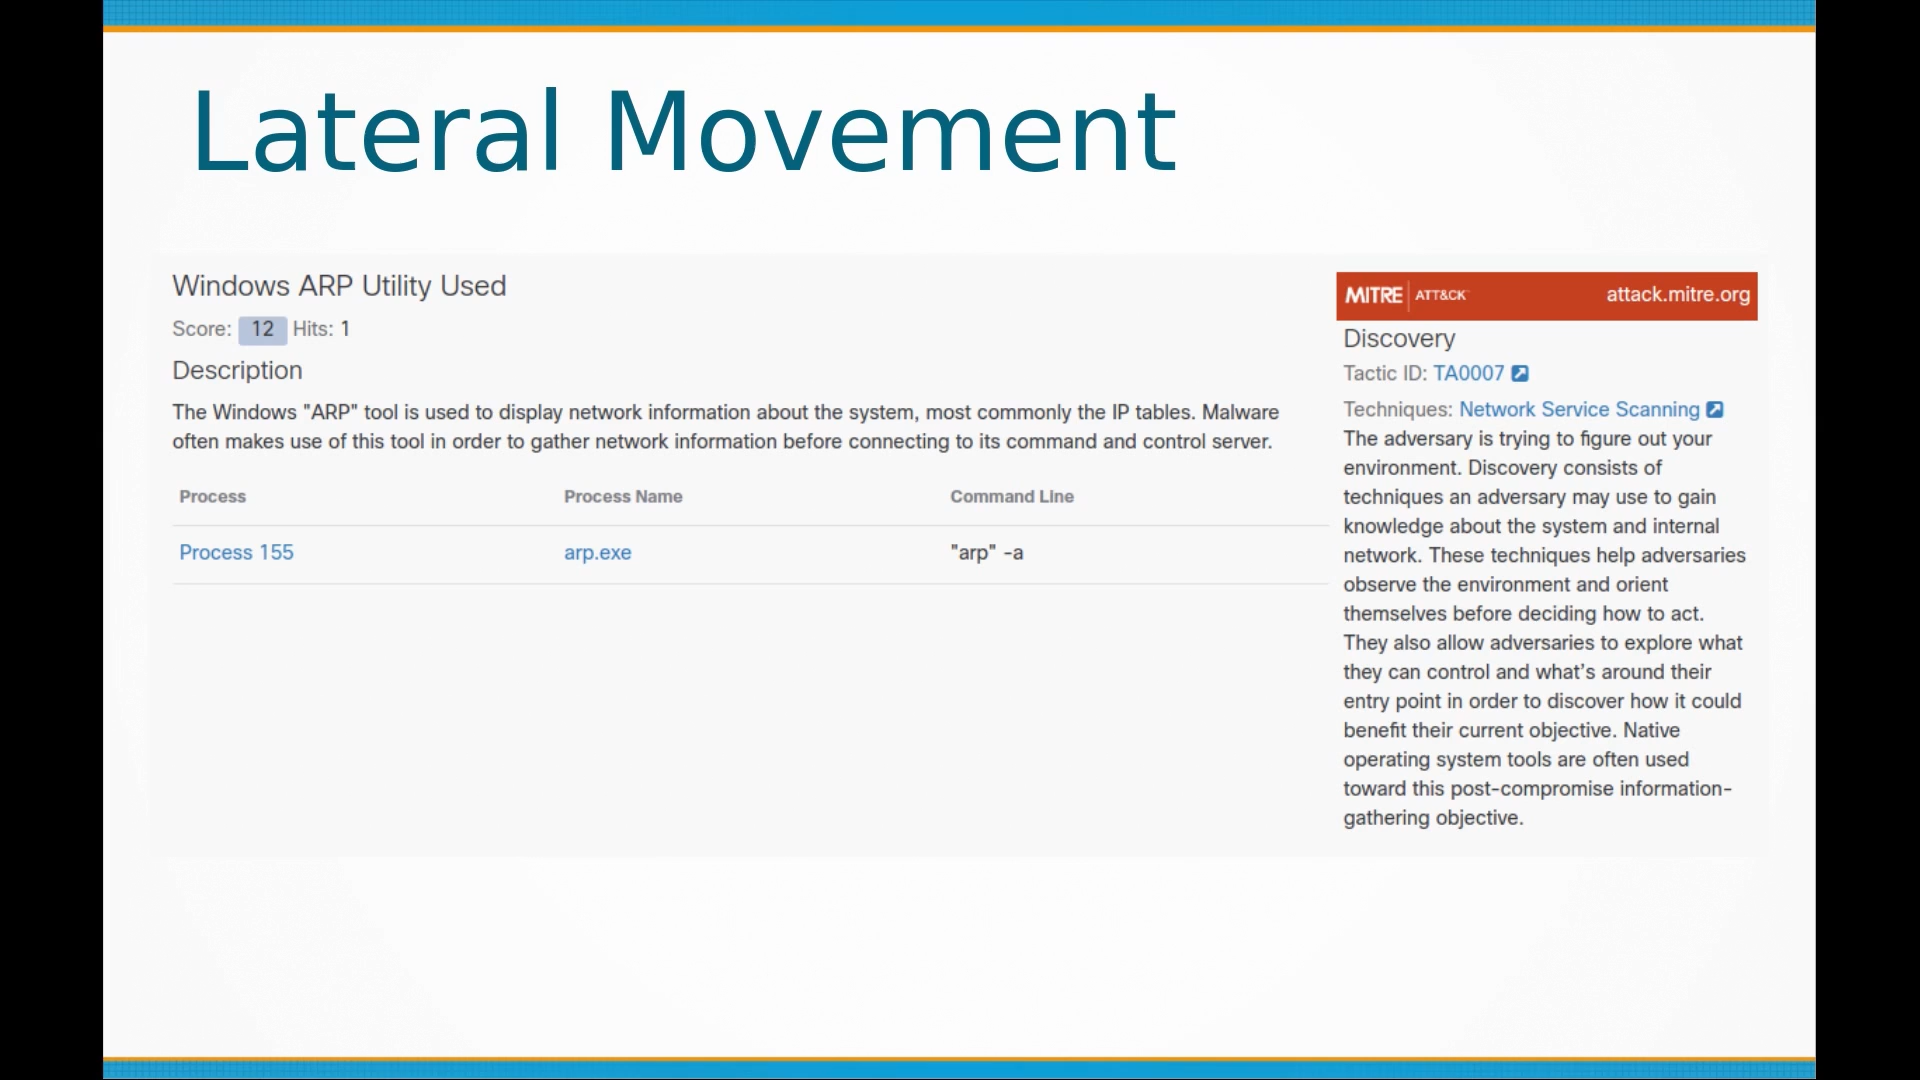 Lateral Movement
Windows ARP Utility Used
Score: 12 Hits: 1
Description
The Windows "ARP" tool is used to display network information about the system, most commonly the IP tables. Malware
often makes use of this tool in order to gather network information before connecting to its command and control server.
Process Process Name Command Line
Process 155 arp.exe "arp" -a
MITRE ATT&CK™ attack.mitre.org
Discovery
Tactic ID: TA0007
Techniques: Network Service Scanning
The adversary is trying to figure out your
environment. Discovery consists of
techniques an adversary may use to gain
knowledge about the system and internal
network. These techniques help adversaries
observe the environment and orient
themselves before deciding how to act.
They also allow adversaries to explore what
they can control and what's around their
entry point in order to discover how it could
benefit their current objective. Native
operating system tools are often used
toward this post-compromise information-
gathering objective.